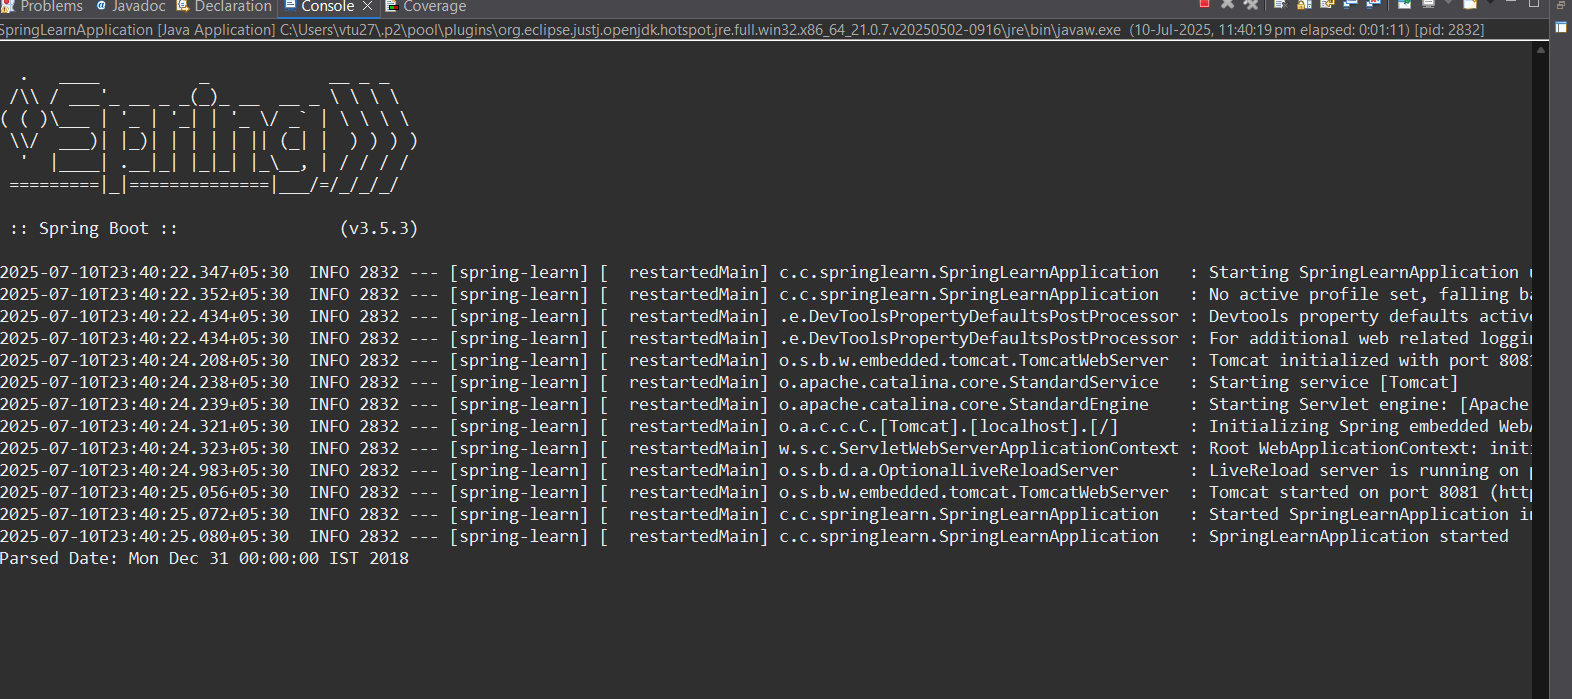 Problems @ Javadoc Declaration Console Coverage
SpringLearnApplication [Java Application] C:\Users\vtu27\.p2\pool\plugins\org.eclipse.justj.openjdk.hotspot.jre.full.win32.x86_64_21.0.7.v20250502-0916\jre\bin\javaw.exe (10-Jul-2025, 11:40:19 pm elapsed: 0:01:11) [pid: 2832]
  .   ____          _            __ _ _
 /\\ / ___'_ __ _ _(_)_ __  __ _ \ \ \ \
( ( )\___ | '_ | '_| | '_ \/ _` | \ \ \ \
 \\/  ___)| |_)| | | | | || (_| |  ) ) ) )
  '  |____| .__|_| |_|_| |_\__, | / / / /
 =========|_|==============|___/=/_/_/_/
 :: Spring Boot ::                (v3.5.3)
2025-07-10T23:40:22.347+05:30  INFO 2832 --- [spring-learn] [  restartedMain] c.c.springlearn.SpringLearnApplication   : Starting SpringLearnApplication
2025-07-10T23:40:22.352+05:30  INFO 2832 --- [spring-learn] [  restartedMain] c.c.springlearn.SpringLearnApplication   : No active profile set, falling ba
2025-07-10T23:40:22.434+05:30  INFO 2832 --- [spring-learn] [  restartedMain] .e.DevToolsPropertyDefaultsPostProcessor : Devtools property defaults active
2025-07-10T23:40:22.434+05:30  INFO 2832 --- [spring-learn] [  restartedMain] .e.DevToolsPropertyDefaultsPostProcessor : For additional web related loggin
2025-07-10T23:40:24.208+05:30  INFO 2832 --- [spring-learn] [  restartedMain] o.s.b.w.embedded.tomcat.TomcatWebServer  : Tomcat initialized with port 8081
2025-07-10T23:40:24.238+05:30  INFO 2832 --- [spring-learn] [  restartedMain] o.apache.catalina.core.StandardService   : Starting service [Tomcat]
2025-07-10T23:40:24.239+05:30  INFO 2832 --- [spring-learn] [  restartedMain] o.apache.catalina.core.StandardEngine    : Starting Servlet engine: [Apache
2025-07-10T23:40:24.321+05:30  INFO 2832 --- [spring-learn] [  restartedMain] o.a.c.c.C.[Tomcat].[localhost].[/]       : Initializing Spring embedded WebA
2025-07-10T23:40:24.323+05:30  INFO 2832 --- [spring-learn] [  restartedMain] w.s.c.ServletWebServerApplicationContext : Root WebApplicationContext: initi
2025-07-10T23:40:24.983+05:30  INFO 2832 --- [spring-learn] [  restartedMain] o.s.b.d.a.OptionalLiveReloadServer       : LiveReload server is running on p
2025-07-10T23:40:25.056+05:30  INFO 2832 --- [spring-learn] [  restartedMain] o.s.b.w.embedded.tomcat.TomcatWebServer  : Tomcat started on port 8081 (http
2025-07-10T23:40:25.072+05:30  INFO 2832 --- [spring-learn] [  restartedMain] c.c.springlearn.SpringLearnApplication   : Started SpringLearnApplication in
2025-07-10T23:40:25.080+05:30  INFO 2832 --- [spring-learn] [  restartedMain] c.c.springlearn.SpringLearnApplication   : SpringLearnApplication started
Parsed Date: Mon Dec 31 00:00:00 IST 2018